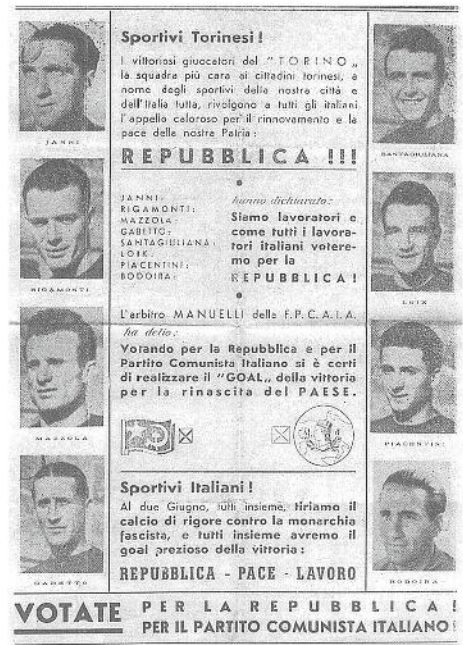 Sportivi Torinesi!
I vittoriosi giuocatori del "TORINO„
la squadra più cara ai cittadini torinesi, a
nome degli sportivi della nostra città e
dell'Italia tutta, rivolgono a tutti gli italiani
l'appello caloroso per il rinnovamento e la
pace della nostra Patria:
REPUBBLICA !!!
JANNI:
RIGAMONTI:
MAZZOLA:
GABETTO:
SANTAGIULIANA:
LOIK:
PIACENTINI:
BODOIRA:
hanno dichiarato:
Siamo lavoratori e
come tutti i lavora-
tori italiani votere-
mo per la
REPUBBLICA!
L'arbitro MANUELLI della F.P.C.A.I.A.
ha detto:
Votando per la Repubblica e per il
Partito Comunista Italiano si è certi
di realizzare il "GOAL„ della vittoria
per la rinascita del PAESE.
Sportivi Italiani!
Al due Giugno, tutti insieme, tiriamo il
calcio di rigore contro la monarchia
fascista, e tutti insieme avremo il
goal prezioso della vittoria:
REPUBBLICA - PACE - LAVORO
JANNI
RIGAMONTI
MAZZOLA
GABETTO
SANTAGIULIANA
LOIK
PIACENTINI
BODOIRA
VOTATE PER LA REPUBBLICA!
PER IL PARTITO COMUNISTA ITALIANO!